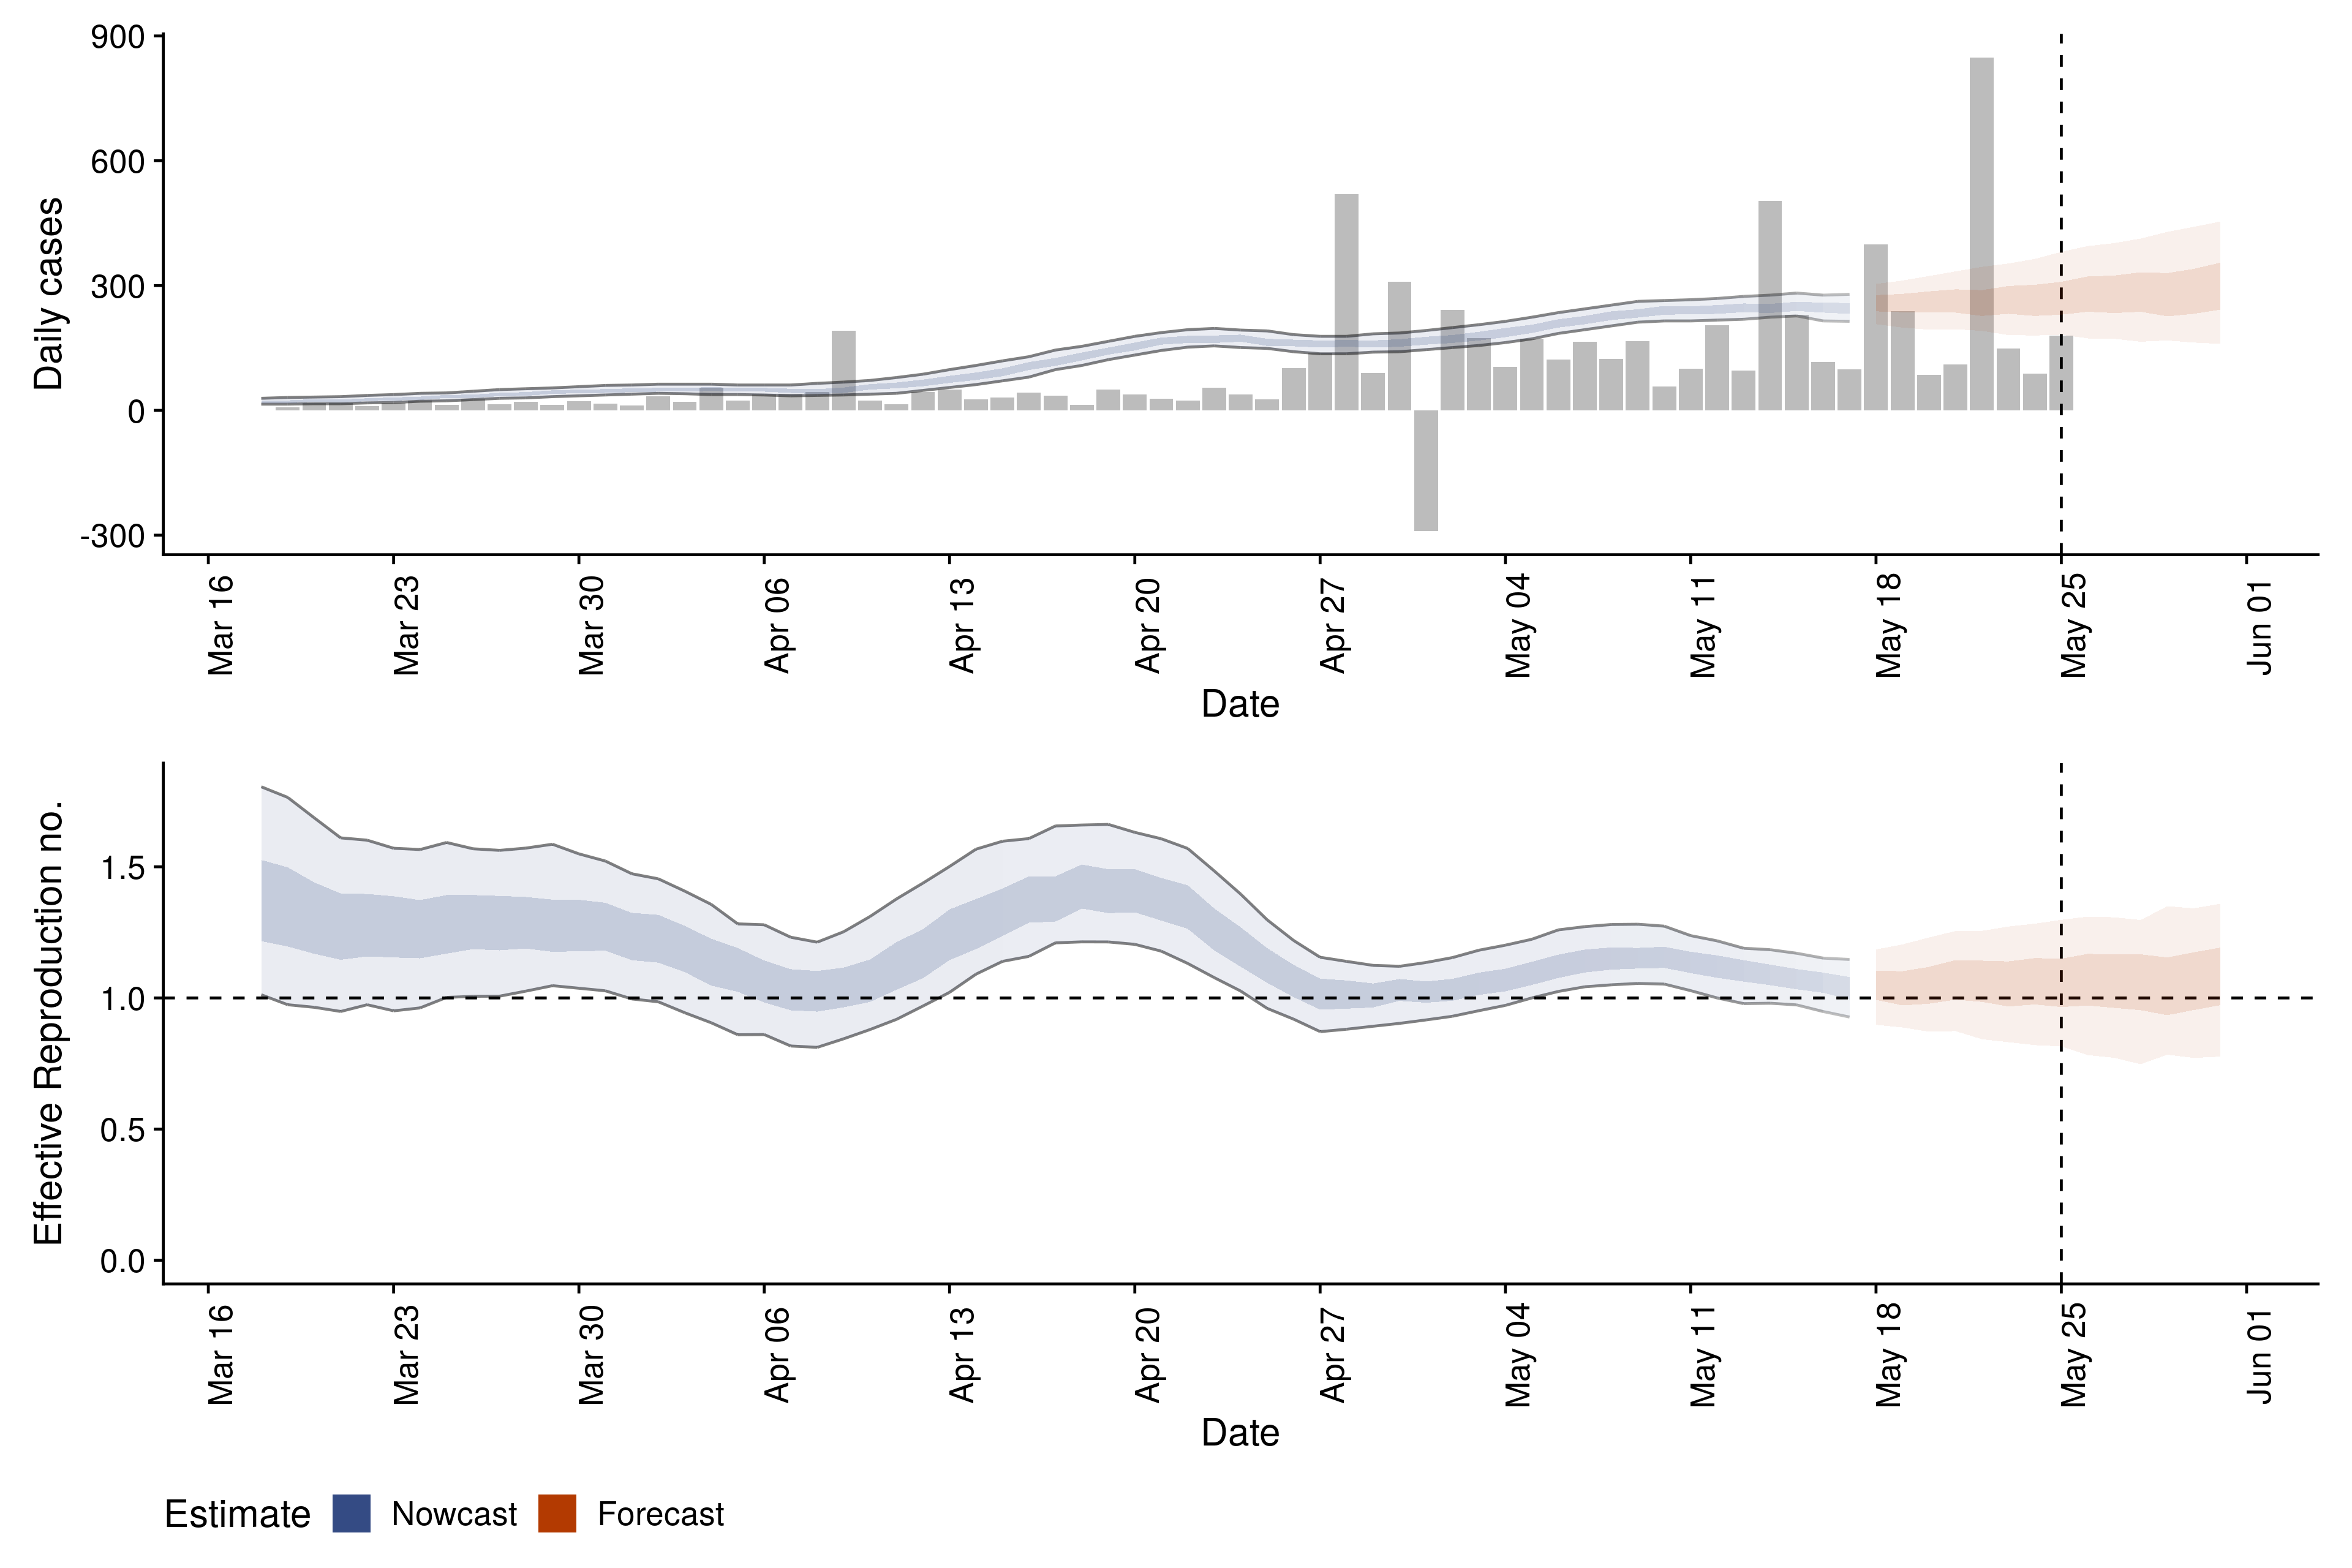 Daily cases
900
600
300
0
-300
Mar 16
Mar 23
Mar 30
Apr 06
Apr 13
Apr 20
Apr 27
May 04
May 11
May 18
May 25
Jun 01
Date
Effective Reproduction no.
1.5
1.0
0.5
0.0
Mar 16
Mar 23
Mar 30
Apr 06
Apr 13
Apr 20
Apr 27
May 04
May 11
May 18
May 25
Jun 01
Date
Estimate Nowcast Forecast